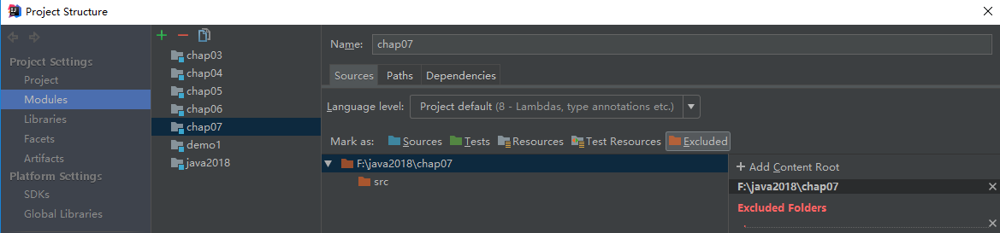 Project Structure
Project Settings
Project
Modules
Libraries
Facets
Artifacts
Platform Settings
SDKs
Global Libraries
chap03
chap04
chap05
chap06
chap07
demo1
java2018
Name: chap07
Sources Paths Dependencies
Language level: Project default (8 - Lambdas, type annotations etc.)
Mark as: Sources Tests Resources Test Resources Excluded
F:\java2018\chap07
src
+ Add Content Root
F:\java2018\chap07
Excluded Folders
.